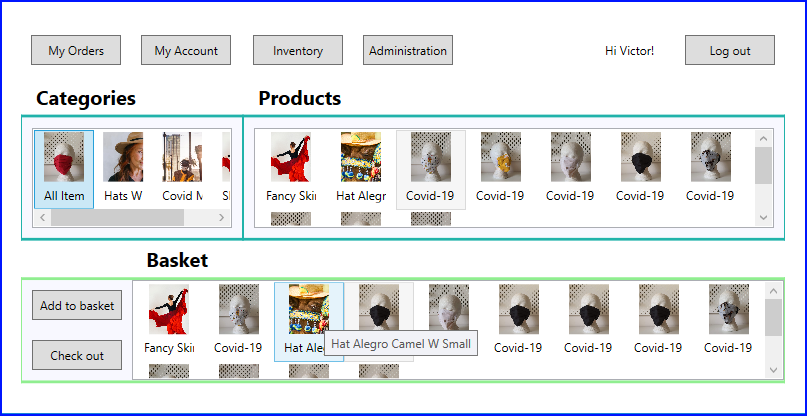 My Orders My Account Inventory Administration Hi Victor! Log out
Categories Products
All Item Hats W Covid M Fancy Skir Hat Alegr Covid-19 Covid-19 Covid-19 Covid-19 Covid-19
Basket
Add to basket
Check out
Fancy Skir Covid-19 Hat Ale Covid-19 Covid-19 Covid-19 Covid-19
Hat Alegro Camel W Small